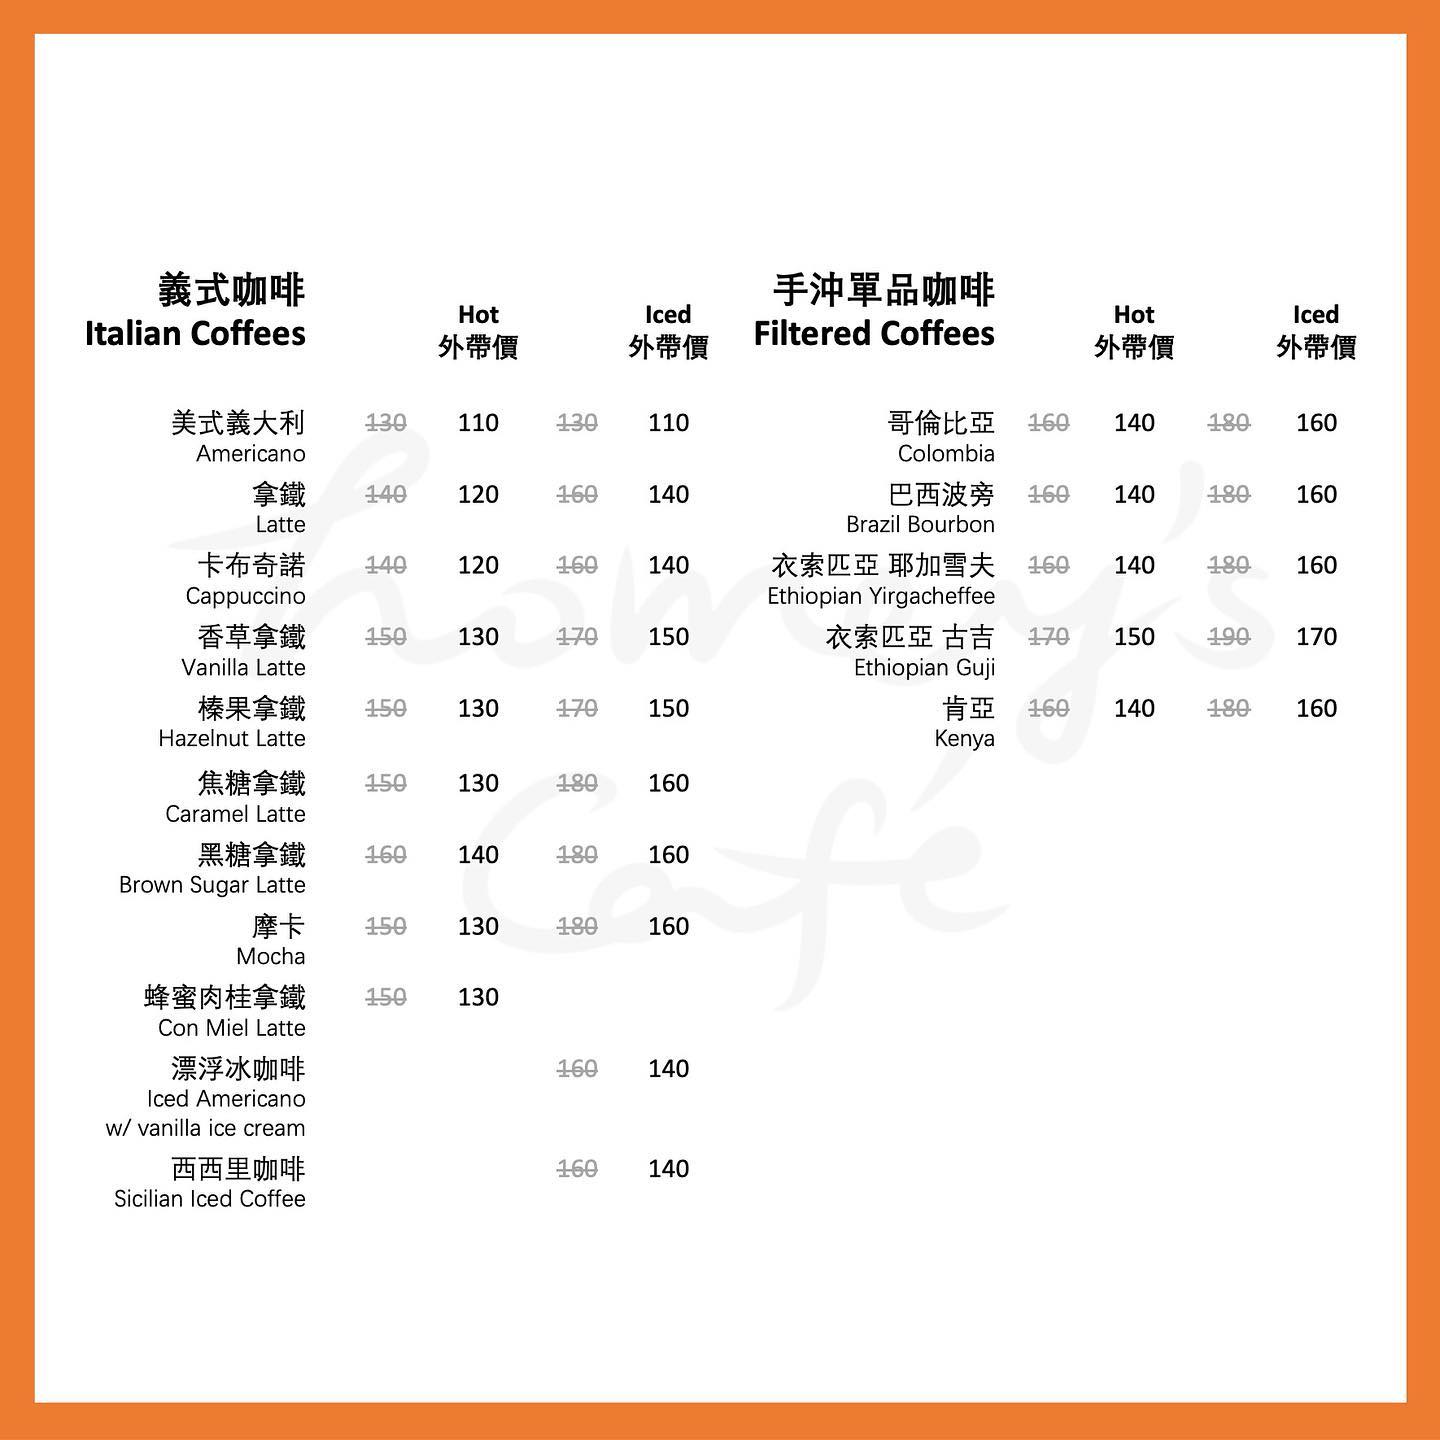 義式咖啡
Italian Coffees
Hot
外帶價
Iced
外帶價
美式義大利 130 110 130 110
Americano
拿鐵 140 120 160 140
Latte
卡布奇諾 140 120 160 140
Cappuccino
香草拿鐵 150 130 170 150
Vanilla Latte
榛果拿鐵 150 130 170 150
Hazelnut Latte
焦糖拿鐵 150 130 180 160
Caramel Latte
黑糖拿鐵 160 140 180 160
Brown Sugar Latte
摩卡 150 130 180 160
Mocha
蜂蜜肉桂拿鐵 150 130
Con Miel Latte
漂浮冰咖啡 160 140
Iced Americano
w/ vanilla ice cream
西西里咖啡 160 140
Sicilian Iced Coffee
手沖單品咖啡
Filtered Coffees
Hot
外帶價
Iced
外帶價
哥倫比亞 160 140 180 160
Colombia
巴西波旁 160 140 180 160
Brazil Bourbon
衣索匹亞 耶加雪夫 160 140 180 160
Ethiopian Yirgacheffee
衣索匹亞 古吉 170 150 190 170
Ethiopian Guji
肯亞 160 140 180 160
Kenya
homey's
Café